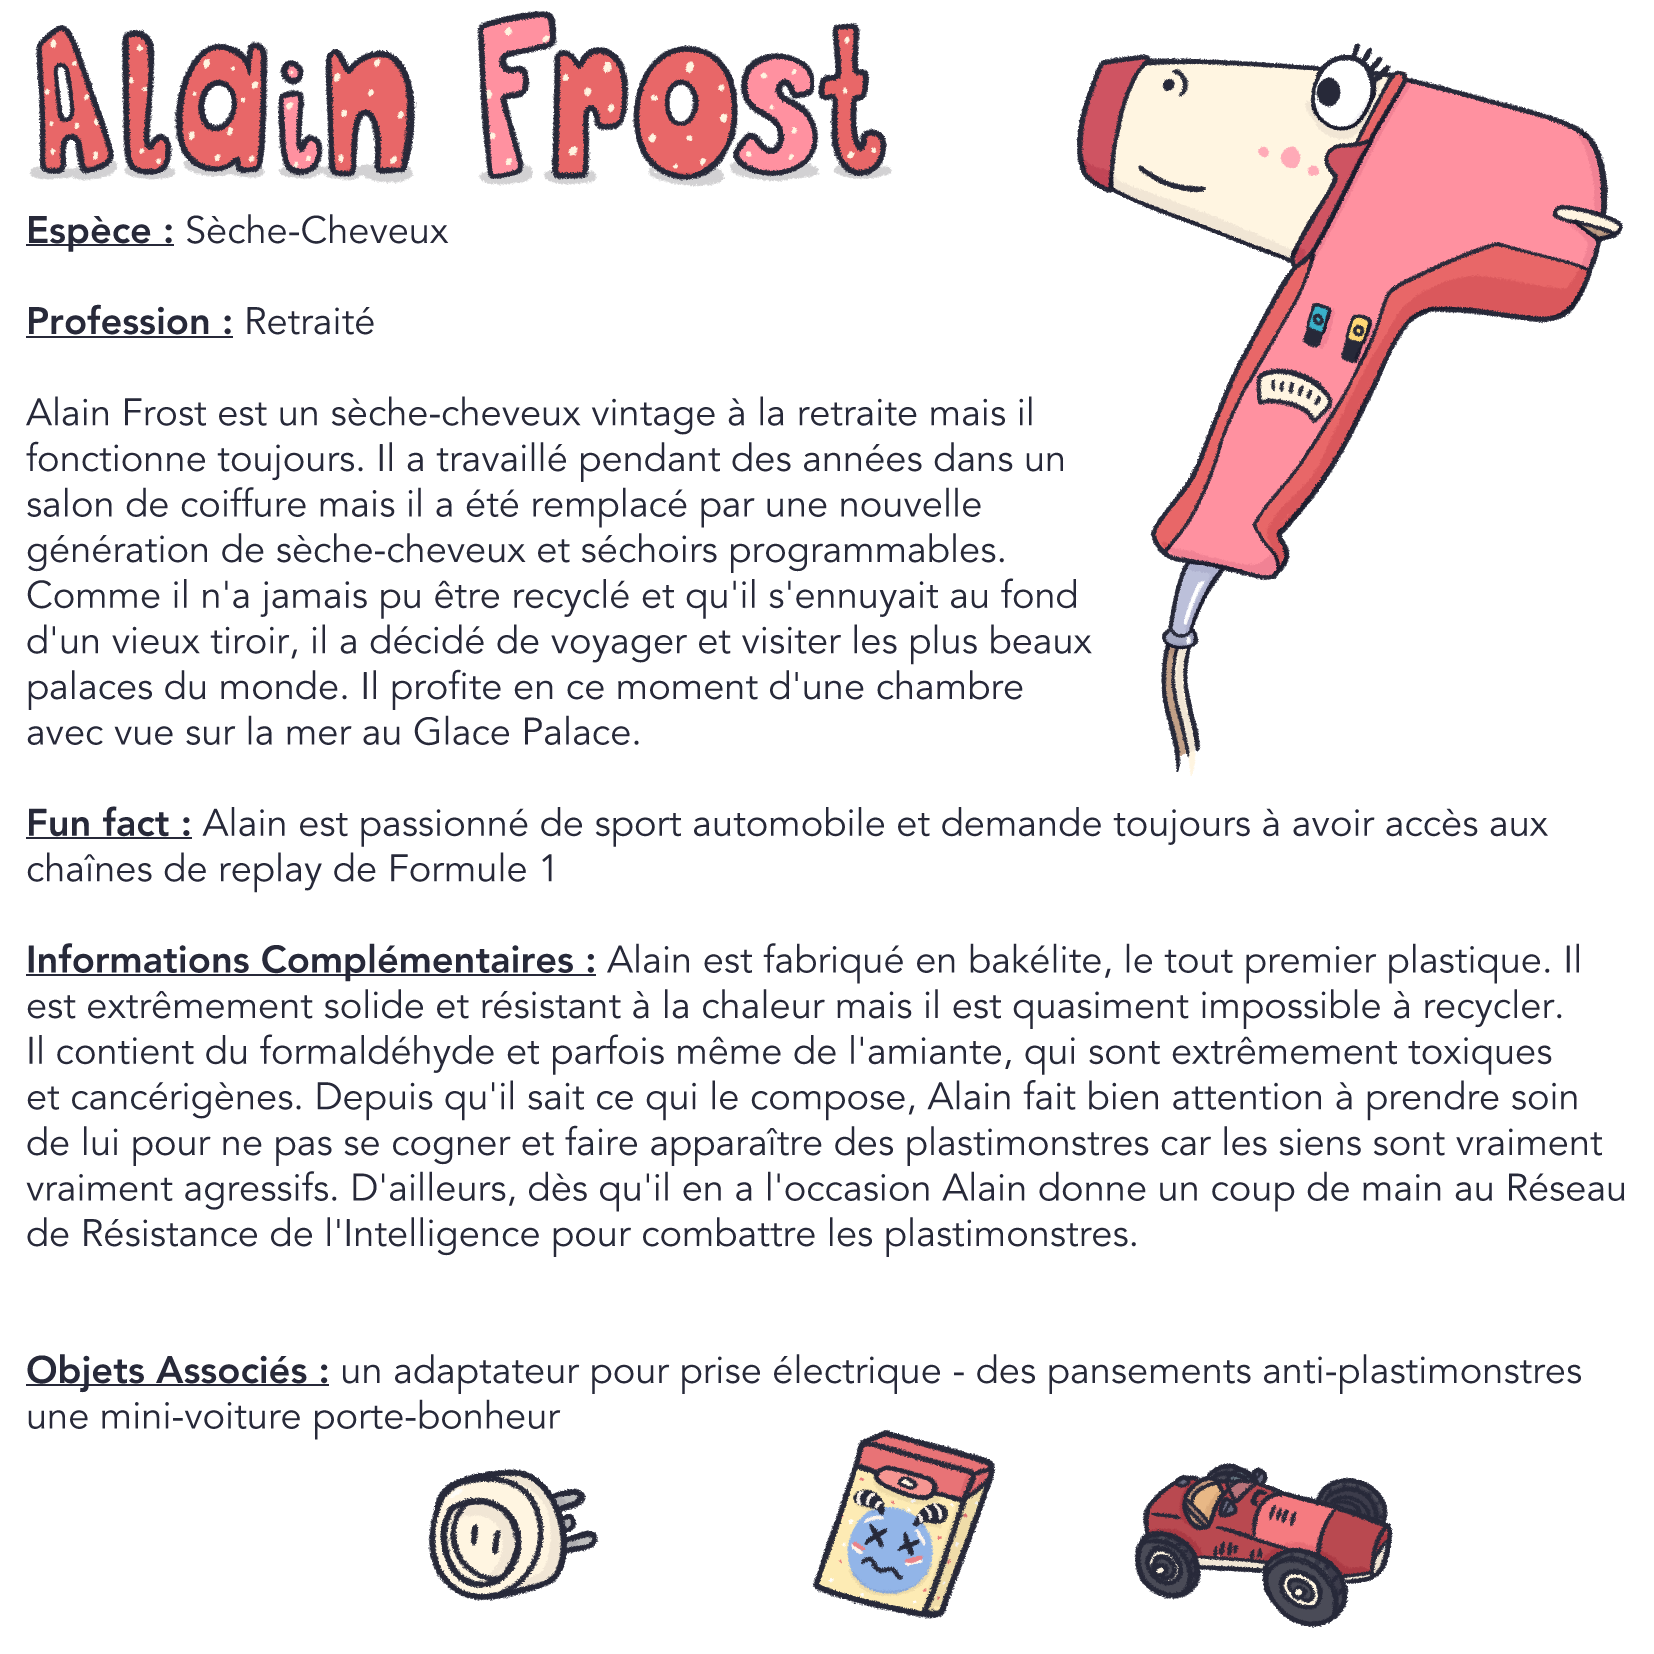 Alain Frost
Espèce : Sèche-Cheveux
Profession : Retraité
Alain Frost est un sèche-cheveux vintage à la retraite mais il
fonctionne toujours. Il a travaillé pendant des années dans un
salon de coiffure mais il a été remplacé par une nouvelle
génération de sèche-cheveux et séchoirs programmables.
Comme il n'a jamais pu être recyclé et qu'il s'ennuyait au fond
d'un vieux tiroir, il a décidé de voyager et visiter les plus beaux
palaces du monde. Il profite en ce moment d'une chambre
avec vue sur la mer au Glace Palace.
Fun fact : Alain est passionné de sport automobile et demande toujours à avoir accès aux
chaînes de replay de Formule 1
Informations Complémentaires : Alain est fabriqué en bakélite, le tout premier plastique. Il
est extrêmement solide et résistant à la chaleur mais il est quasiment impossible à recycler.
Il contient du formaldéhyde et parfois même de l'amiante, qui sont extrêmement toxiques
et cancérigènes. Depuis qu'il sait ce qui le compose, Alain fait bien attention à prendre soin
de lui pour ne pas se cogner et faire apparaître des plastimonstres car les siens sont vraiment
vraiment agressifs. D'ailleurs, dès qu'il en a l'occasion Alain donne un coup de main au Réseau
de Résistance de l'Intelligence pour combattre les plastimonstres.
Objets Associés : un adaptateur pour prise électrique - des pansements anti-plastimonstres
une mini-voiture porte-bonheur